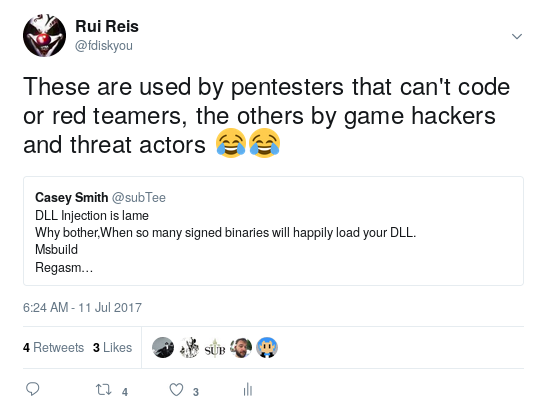 Rui Reis
@fdiskyou
These are used by pentesters that can't code
or red teamers, the others by game hackers
and threat actors 😂😂
Casey Smith @subTee
DLL Injection is lame
Why bother,When so many signed binaries will happily load your DLL.
Msbuild
Regasm…
6:24 AM - 11 Jul 2017
4 Retweets 3 Likes SUB
4 3